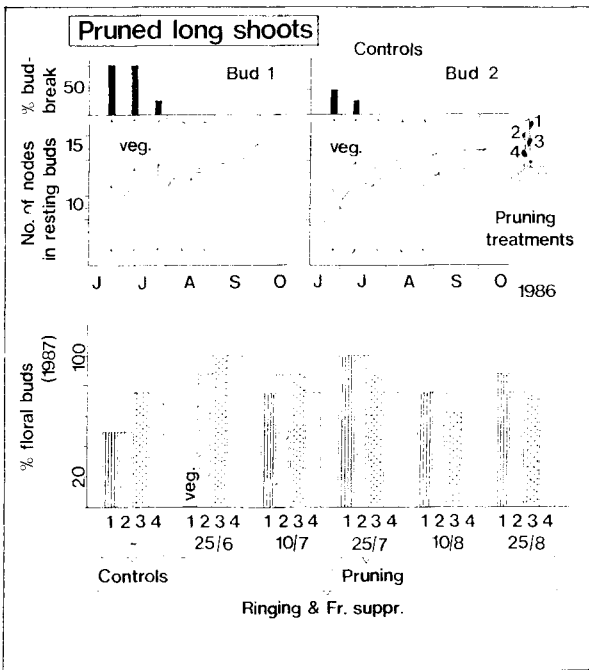 Pruned long shoots
Controls
% bud-break
50
Bud 1
Bud 2
No. of nodes in resting buds
15
10
veg.
veg.
1
2
3
4
Pruning treatments
J J A S O
J J A S O
1986
% floral buds (1987)
100
20
veg.
1 2 3 4
1 2 3 4
1 2 3 4
1 2 3 4
1 2 3 4
1 2 3 4
-
25/6
10/7
25/7
10/8
25/8
Controls
Pruning
Ringing & Fr. suppr.